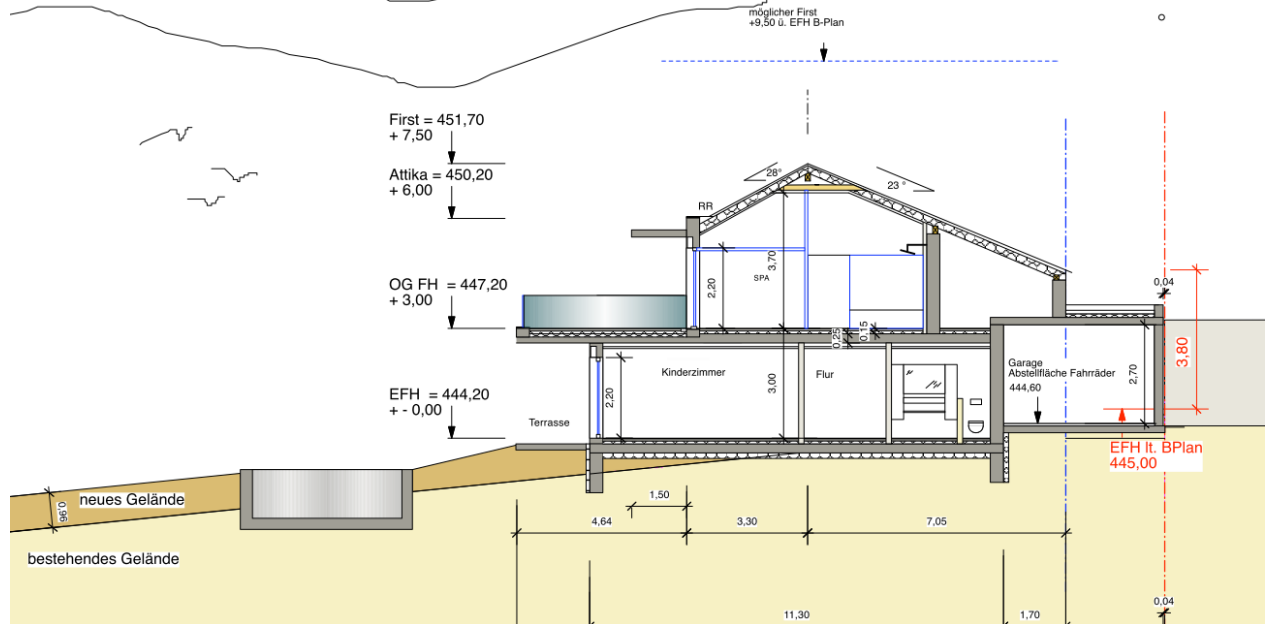 möglicher First
+9,50 ü. EFH B-Plan
First = 451,70
+ 7,50
Attika = 450,20
+ 6,00
28°
23 °
RR
OG FH = 447,20
+ 3,00
2,20
SPA
3,70
0,04
0,25
0,15
3,80
EFH = 444,20
+ - 0,00
Terrasse
2,20
Kinderzimmer
3,00
Flur
Garage
Abstellfläche Fahrräder
444,60
2,70
EFH lt. BPlan
445,00
neues Gelände
0,96
bestehendes Gelände
1,50
4,64
3,30
7,05
11,30
1,70
0,04